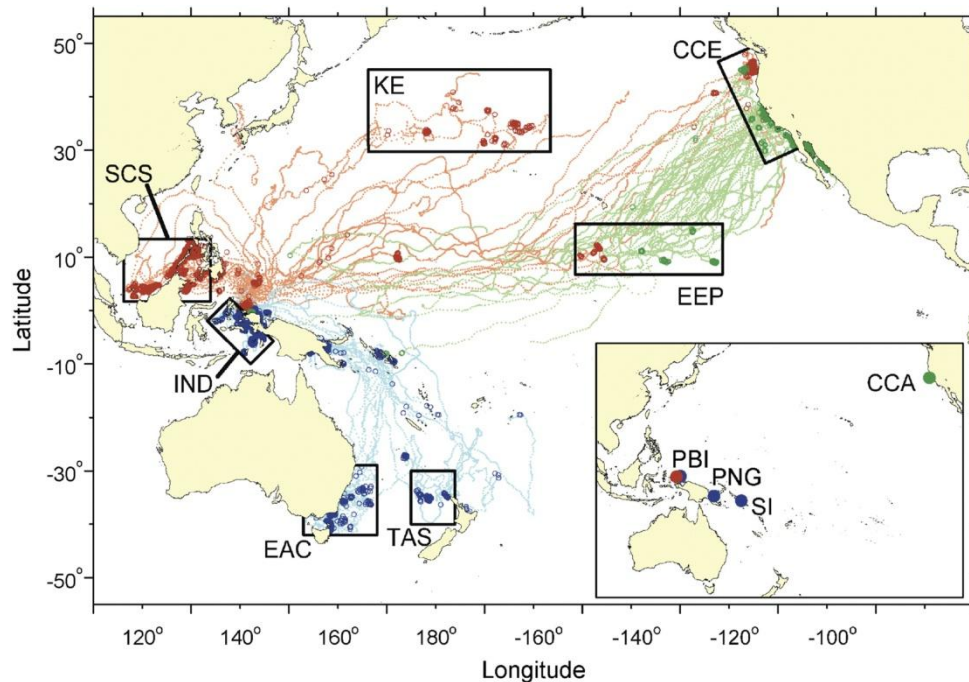 50°
30°
10°
-10°
-30°
-50°
Latitude
120°
140°
160°
180°
-160°
-140°
-120°
-100°
Longitude
CCE
KE
SCS
EEP
IND
EAC
TAS
CCA
PBI
PNG
SI